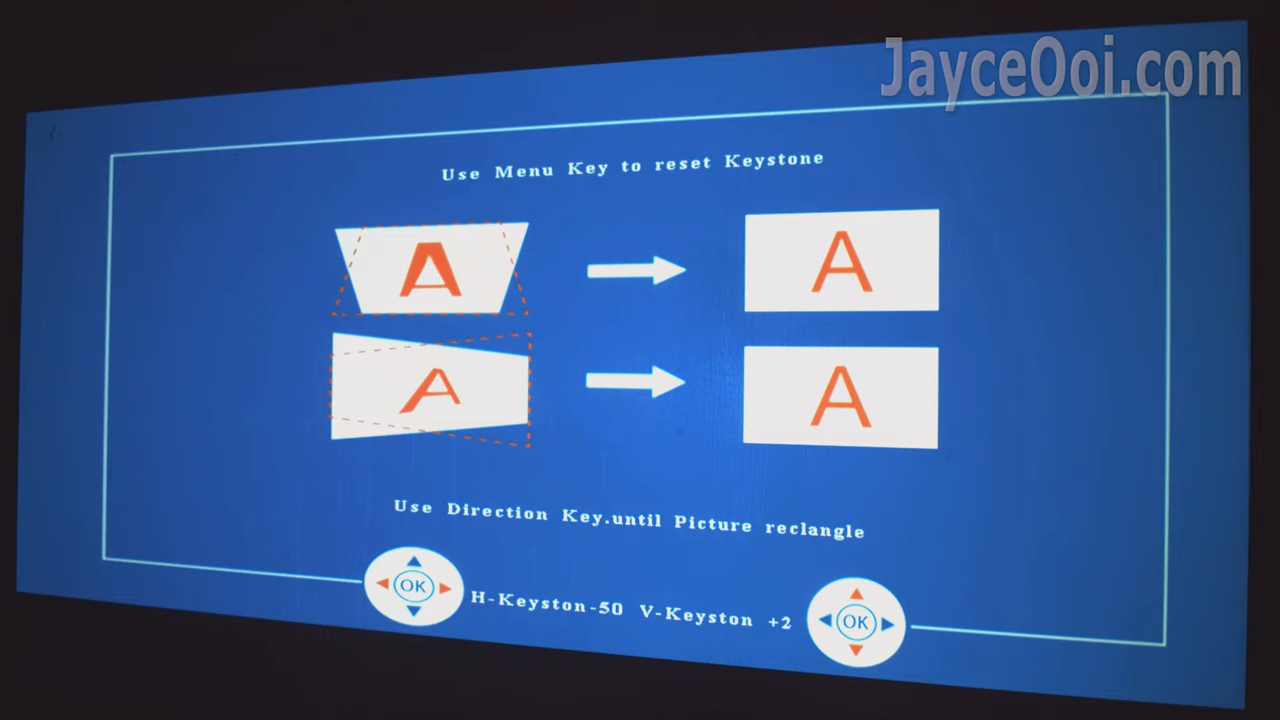 JayceOoi.com
Use Menu Key to reset Keystone
A A
A A
Use Direction Key.until Picture reclangle
OK H-Keyston-50 V-Keyston +2 OK